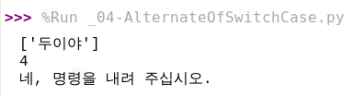 >>> %Run _04-AlternateOfSwitchCase.py
['두이야']
4
네, 명령을 내려 주십시오.